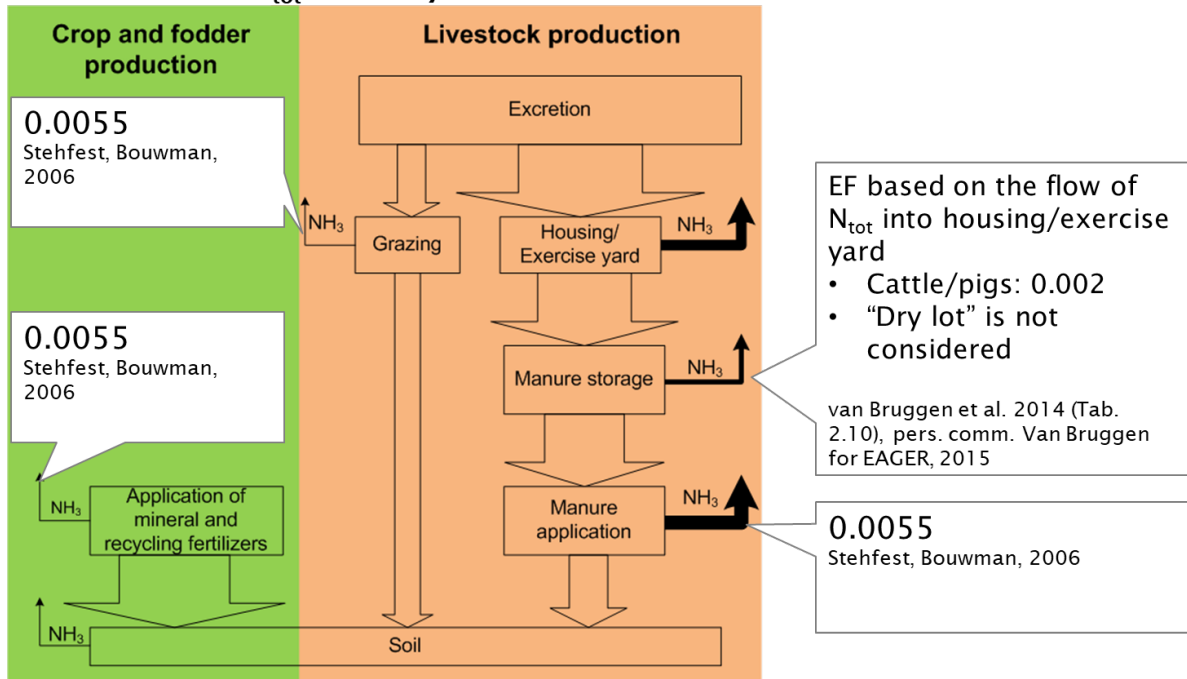 tot
Crop and fodder
production
Livestock production
0.0055
Stehfest, Bouwman,
2006
Excretion
NH3
Grazing
Housing/
Exercise yard
NH3
EF based on the flow of
Ntot into housing/exercise
yard
• Cattle/pigs: 0.002
• “Dry lot” is not
considered
van Bruggen et al. 2014 (Tab.
2.10), pers. comm. Van Bruggen
for EAGER, 2015
0.0055
Stehfest, Bouwman,
2006
Manure storage
NH3
NH3
Application of
mineral and
recycling fertilizers
Manure
application
NH3
0.0055
Stehfest, Bouwman, 2006
NH3
Soil